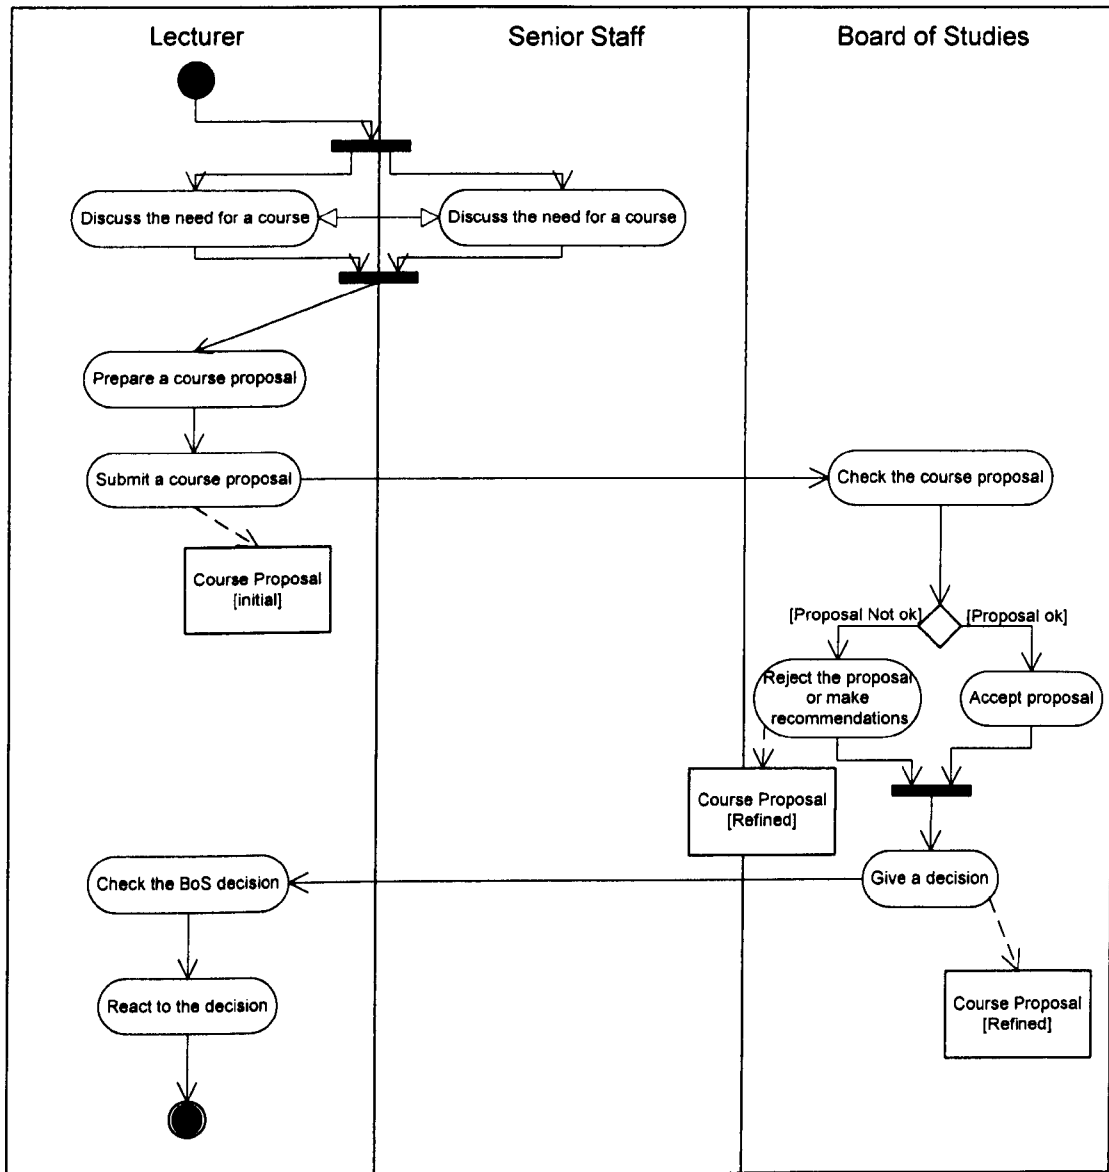 Lecturer
Senior Staff
Board of Studies
Discuss the need for a course
Discuss the need for a course
Prepare a course proposal
Submit a course proposal
Check the course proposal
Course Proposal
[initial]
[Proposal Not ok]
[Proposal ok]
Reject the proposal
or make
recommendations
Accept proposal
Course Proposal
[Refined]
Check the BoS decision
Give a decision
React to the decision
Course Proposal
[Refined]